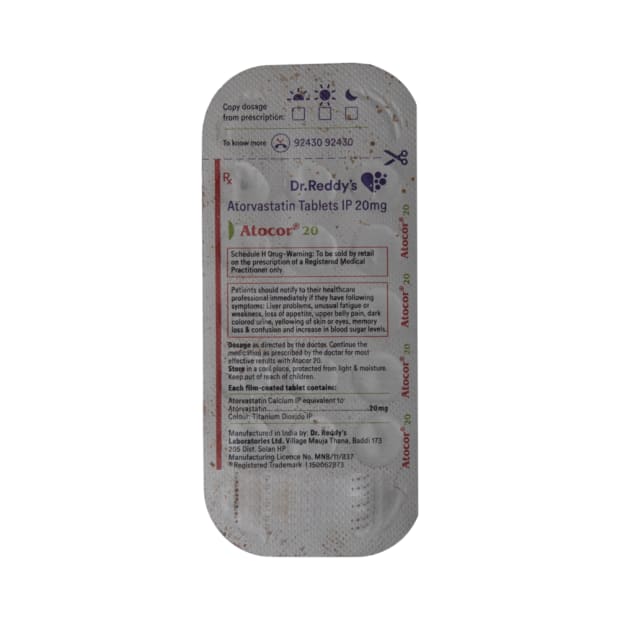 Copy dosage
from prescription:
To know more 92430 92430
Rx
Dr.Reddy's
Atorvastatin Tablets IP 20mg
Atocor® 20
Schedule H Drug-Warning: To be sold by retail
on the prescription of a Registered Medical
Practitioner only.
Patients should notify to their healthcare
professional immediately if they have following
symptoms: Liver problems, unusual fatigue or
weakness, loss of appetite, upper belly pain, dark
colored urine, yellowing of skin or eyes, memory
loss & confusion and increase in blood sugar levels.
Dosage as directed by the doctor. Continue the
medication as prescribed by the doctor for most
effective results with Atocor 20.
Store in a cool place, protected from light & moisture.
Keep out of reach of children.
Each film-coated tablet contains:
Atorvastatin Calcium IP equivalent to
Atorvastatin....................20mg
Colour: Titanium Dioxide IP
Manufactured in India by: Dr. Reddy's
Laboratories Ltd. Village Mauja Thana, Baddi 173
205 Dist. Solan HP
Manufacturing Licence No. MNB/11/837
®Registered Trademark 150062873
Atocor® 20
Atocor® 20
Atocor® 20
Atocor® 20